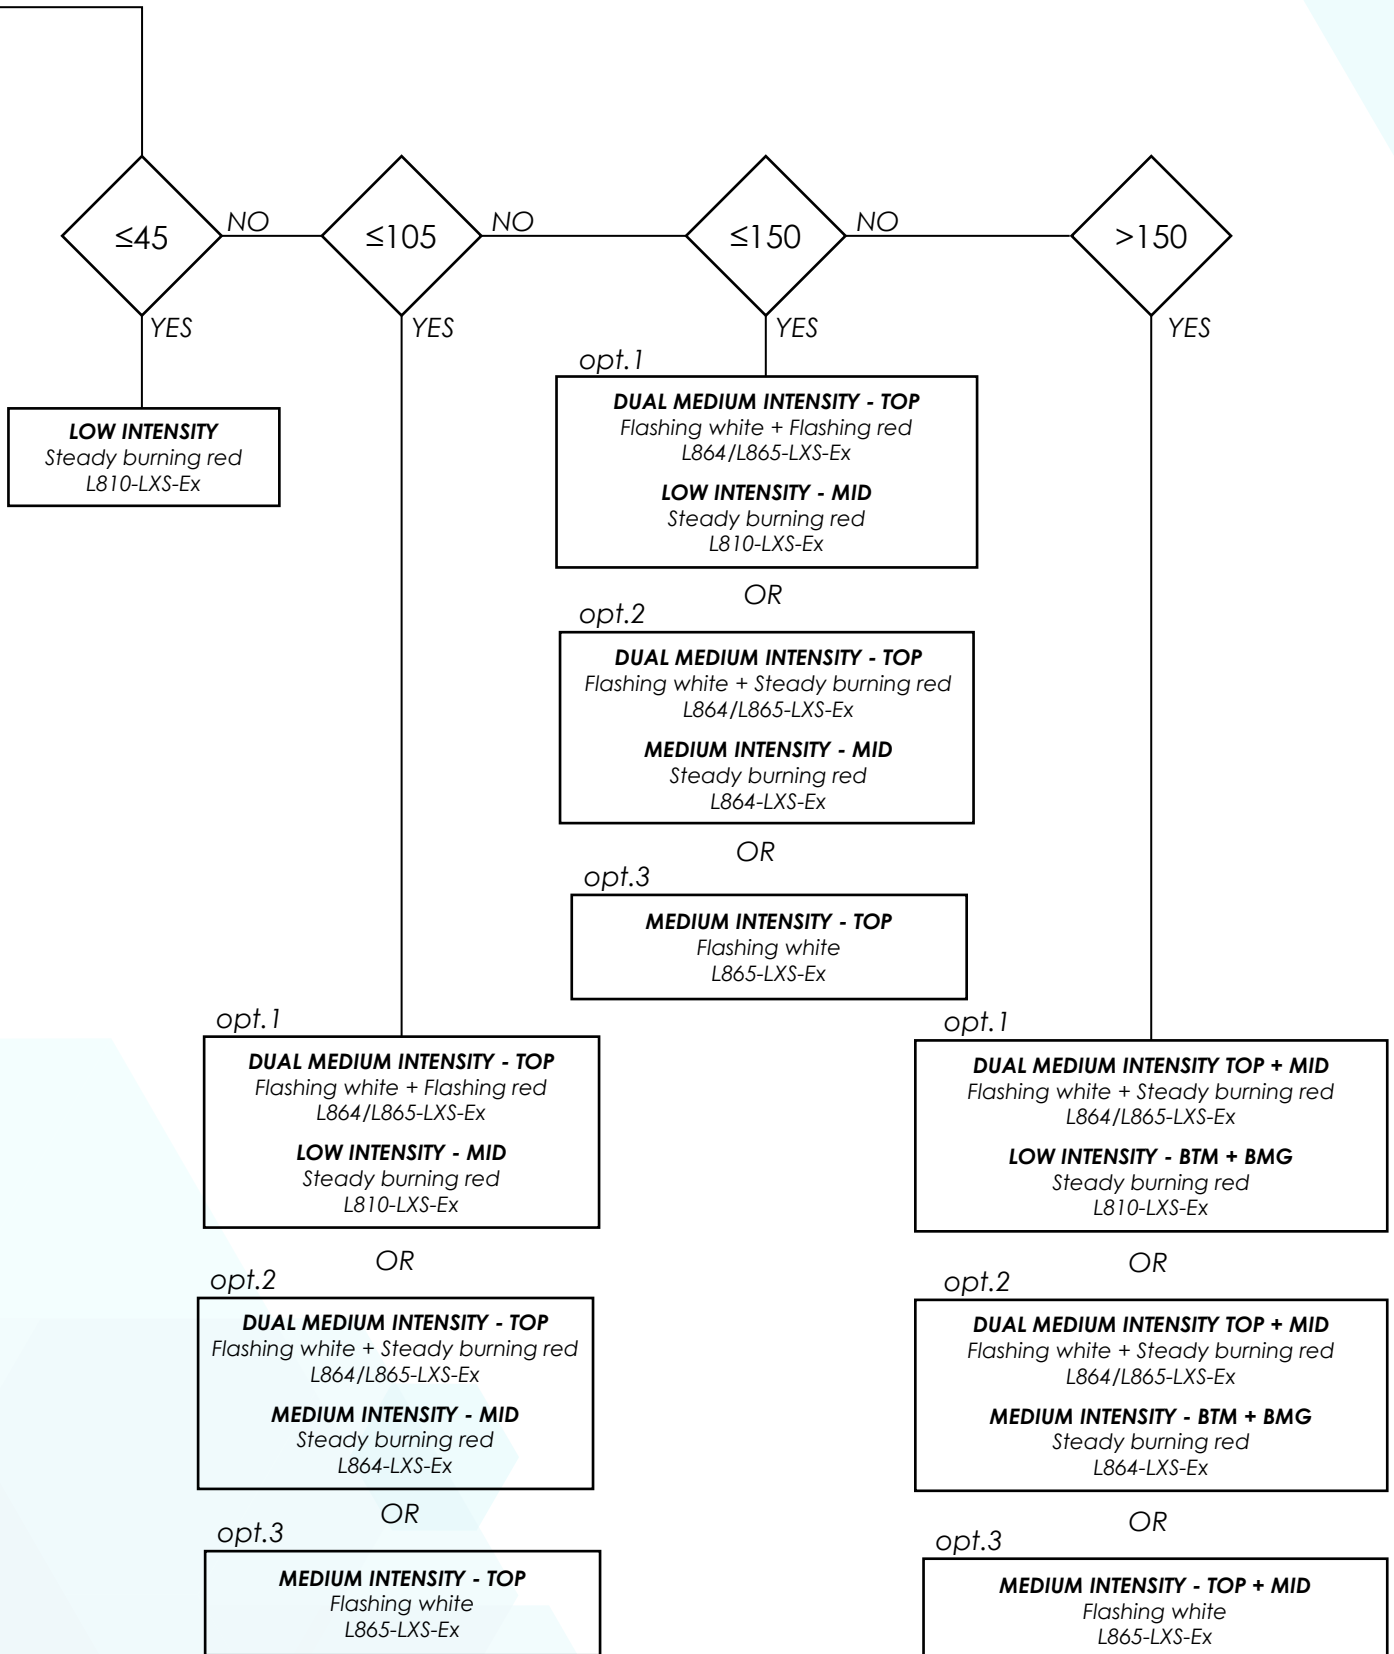 ≤45
NO
≤105
NO
≤150
NO
>150
YES
YES
YES
YES
LOW INTENSITY
Steady burning red
L810-LXS-Ex
opt.1
DUAL MEDIUM INTENSITY - TOP
Flashing white + Flashing red
L864/L865-LXS-Ex
LOW INTENSITY - MID
Steady burning red
L810-LXS-Ex
OR
opt.2
DUAL MEDIUM INTENSITY - TOP
Flashing white + Steady burning red
L864/L865-LXS-Ex
MEDIUM INTENSITY - MID
Steady burning red
L864-LXS-Ex
OR
opt.3
MEDIUM INTENSITY - TOP
Flashing white
L865-LXS-Ex
opt.1
DUAL MEDIUM INTENSITY - TOP
Flashing white + Flashing red
L864/L865-LXS-Ex
LOW INTENSITY - MID
Steady burning red
L810-LXS-Ex
OR
opt.2
DUAL MEDIUM INTENSITY - TOP
Flashing white + Steady burning red
L864/L865-LXS-Ex
MEDIUM INTENSITY - MID
Steady burning red
L864-LXS-Ex
OR
opt.3
MEDIUM INTENSITY - TOP
Flashing white
L865-LXS-Ex
opt.1
DUAL MEDIUM INTENSITY TOP + MID
Flashing white + Steady burning red
L864/L865-LXS-Ex
LOW INTENSITY - BTM + BMG
Steady burning red
L810-LXS-Ex
OR
opt.2
DUAL MEDIUM INTENSITY TOP + MID
Flashing white + Steady burning red
L864/L865-LXS-Ex
MEDIUM INTENSITY - BTM + BMG
Steady burning red
L864-LXS-Ex
OR
opt.3
MEDIUM INTENSITY - TOP + MID
Flashing white
L865-LXS-Ex